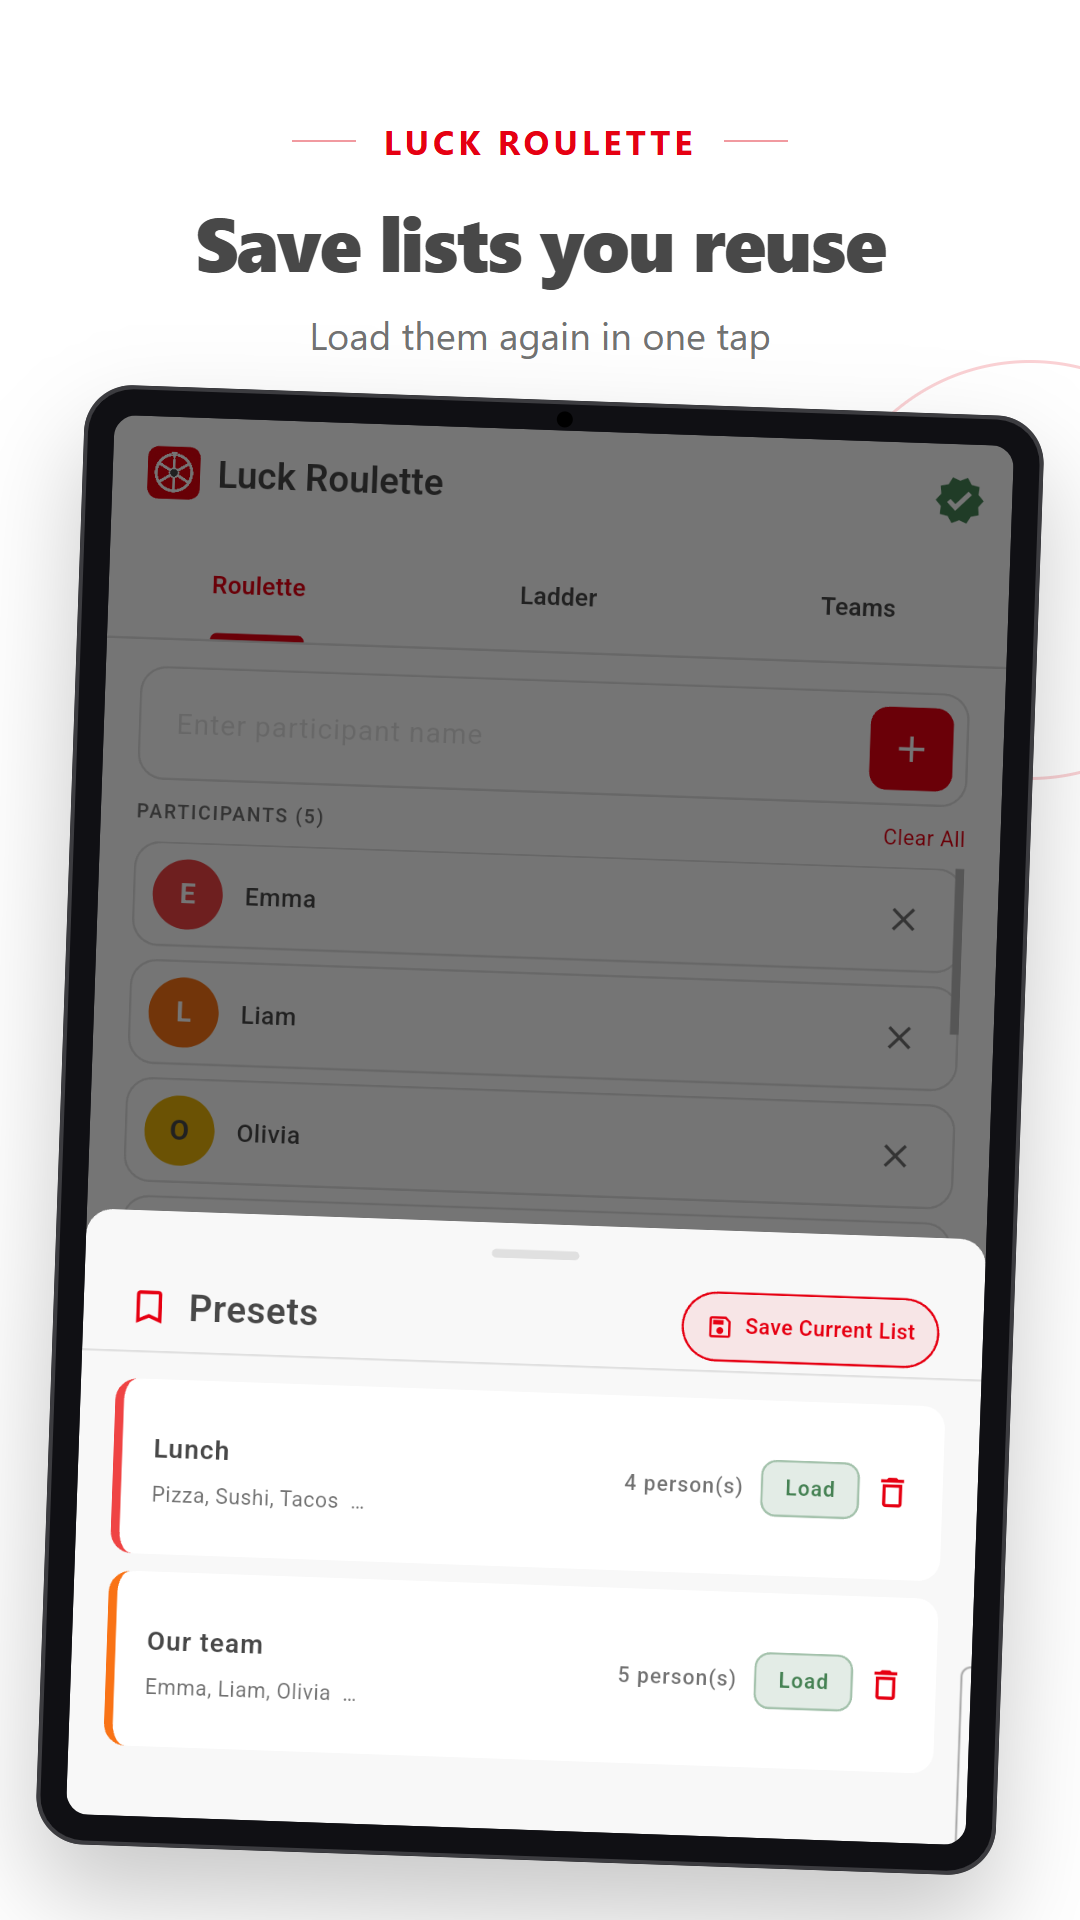 LUCK ROULETTE
Save lists you reuse
Load them again in one tap
Luck Roulette
Roulette
Ladder
Teams
Enter participant name
PARTICIPANTS (5)
Clear All
E
Emma
L
Liam
O
Olivia
Presets
Save Current List
Lunch
Pizza, Sushi, Tacos ...
4 person(s)
Load
Our team
Emma, Liam, Olivia ...
5 person(s)
Load